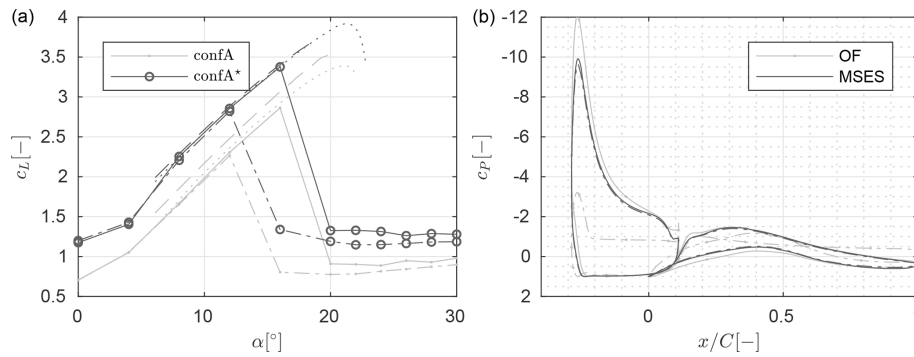 (a)
4
3.5
3
2.5
2
1.5
1
0.5
c_L[−]
confA
confA⋆
0
10
20
30
α[°]
(b)
-12
-10
-8
-6
-4
-2
0
2
c_P[−]
OF
MSES
0
0.5
x/C[−]